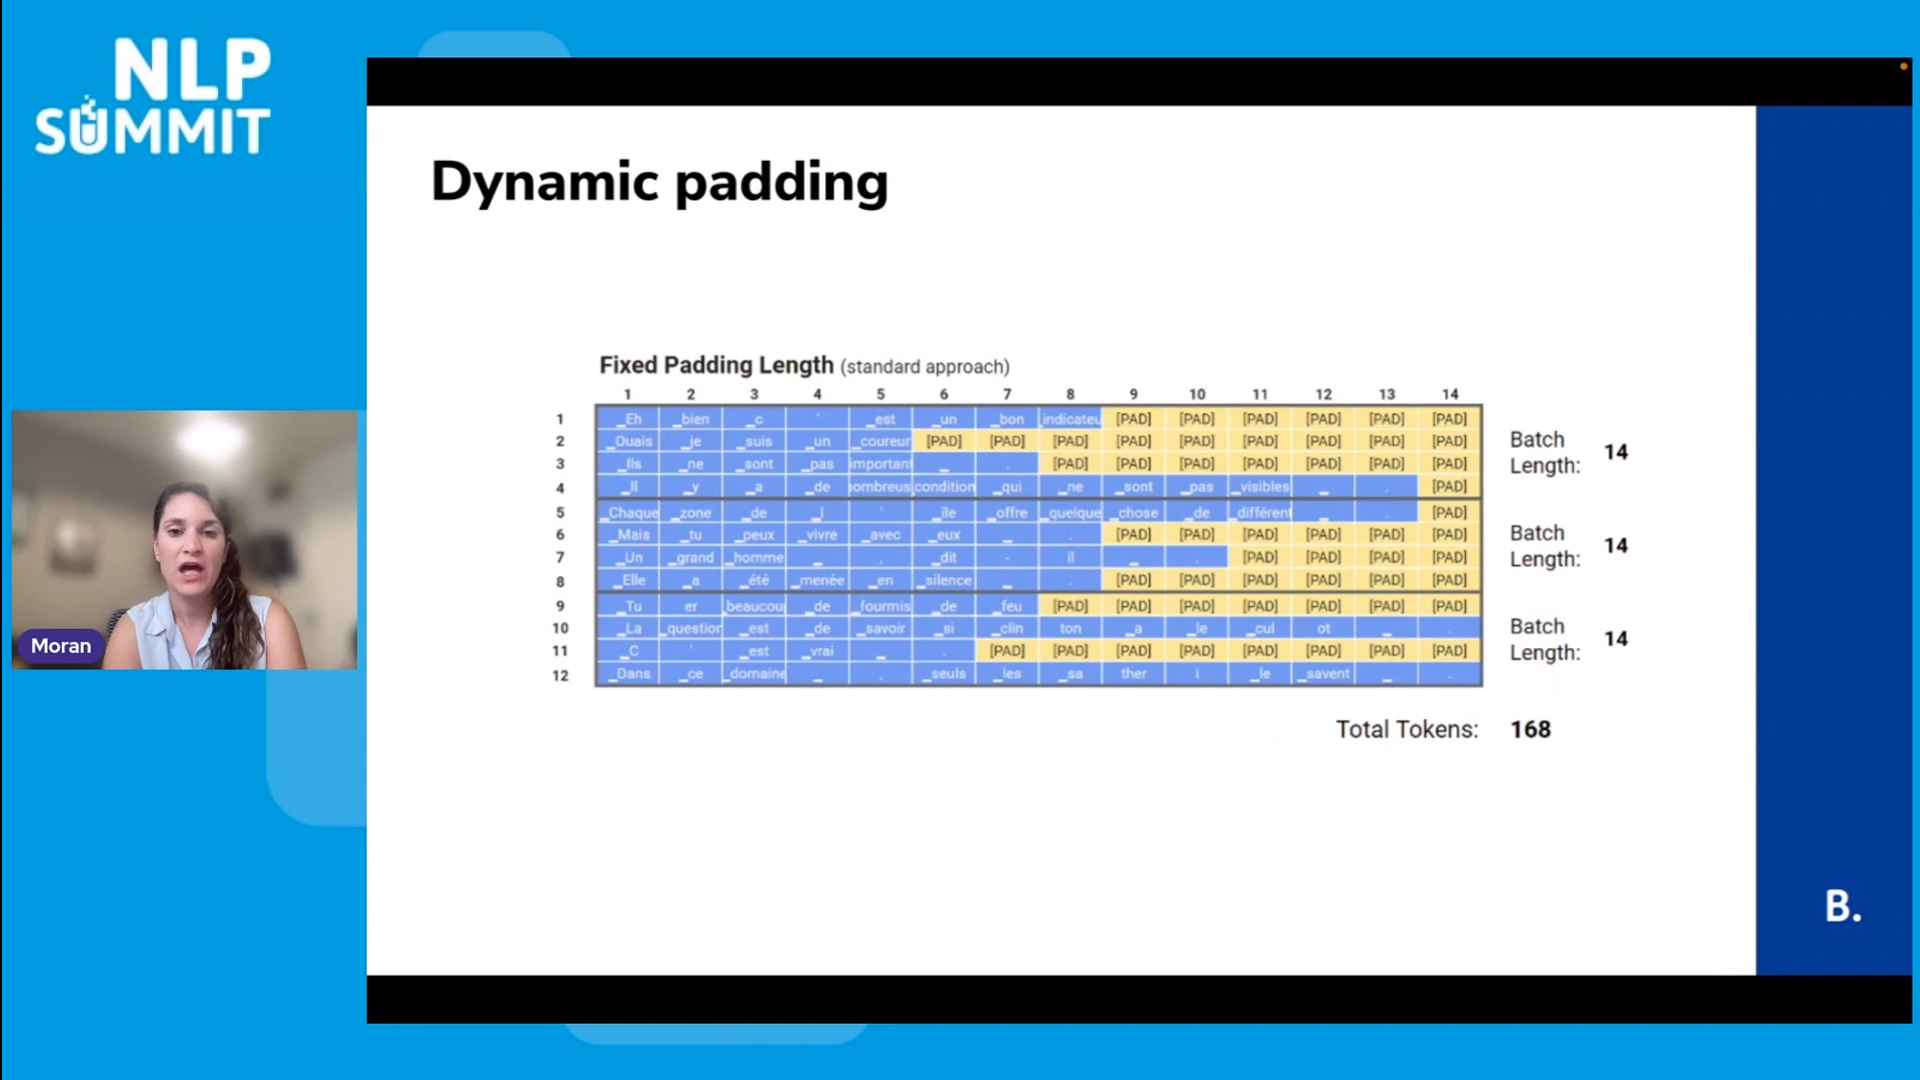 NLP
SUMMIT
Dynamic padding
Fixed Padding Length (standard approach)
1 2 3 4 5 6 7 8 9 10 11 12 13 14
1 _Eh _bien _c ' _est _un _bon indicateu [PAD] [PAD] [PAD] [PAD] [PAD] [PAD]
2 _Ouais _je _suis _un _coureur [PAD] [PAD] [PAD] [PAD] [PAD] [PAD] [PAD] [PAD] [PAD]
3 _Ils _ne _sont _pas important _ . [PAD] [PAD] [PAD] [PAD] [PAD] [PAD] [PAD]
4 _Il _y _a _de ombreus condition _qui _ne _sont _pas _visibles _ . [PAD]
Batch
Length: 14
5 _Chaque _zone _de _l ' _île _offre _quelque _chose _de _différent _ . [PAD]
6 _Mais _tu _peux _vivre _avec _eux _ . [PAD] [PAD] [PAD] [PAD] [PAD] [PAD]
7 _Un _grand _homme _ , _dit - il _ . [PAD] [PAD] [PAD] [PAD]
8 _Elle _a _été _menée _en _silence _ . [PAD] [PAD] [PAD] [PAD] [PAD] [PAD]
Batch
Length: 14
9 _Tu er beaucou _de _fourmis _de _feu [PAD] [PAD] [PAD] [PAD] [PAD] [PAD] [PAD]
10 _La _question _est _de _savoir _si _clin ton _a _le _cul ot _ .
11 _C ' _est _vrai _ . [PAD] [PAD] [PAD] [PAD] [PAD] [PAD] [PAD] [PAD]
12 _Dans _ce domaine _ , _seuls _les _sa ther i _le _savent _ .
Batch
Length: 14
Total Tokens: 168
Moran
B.